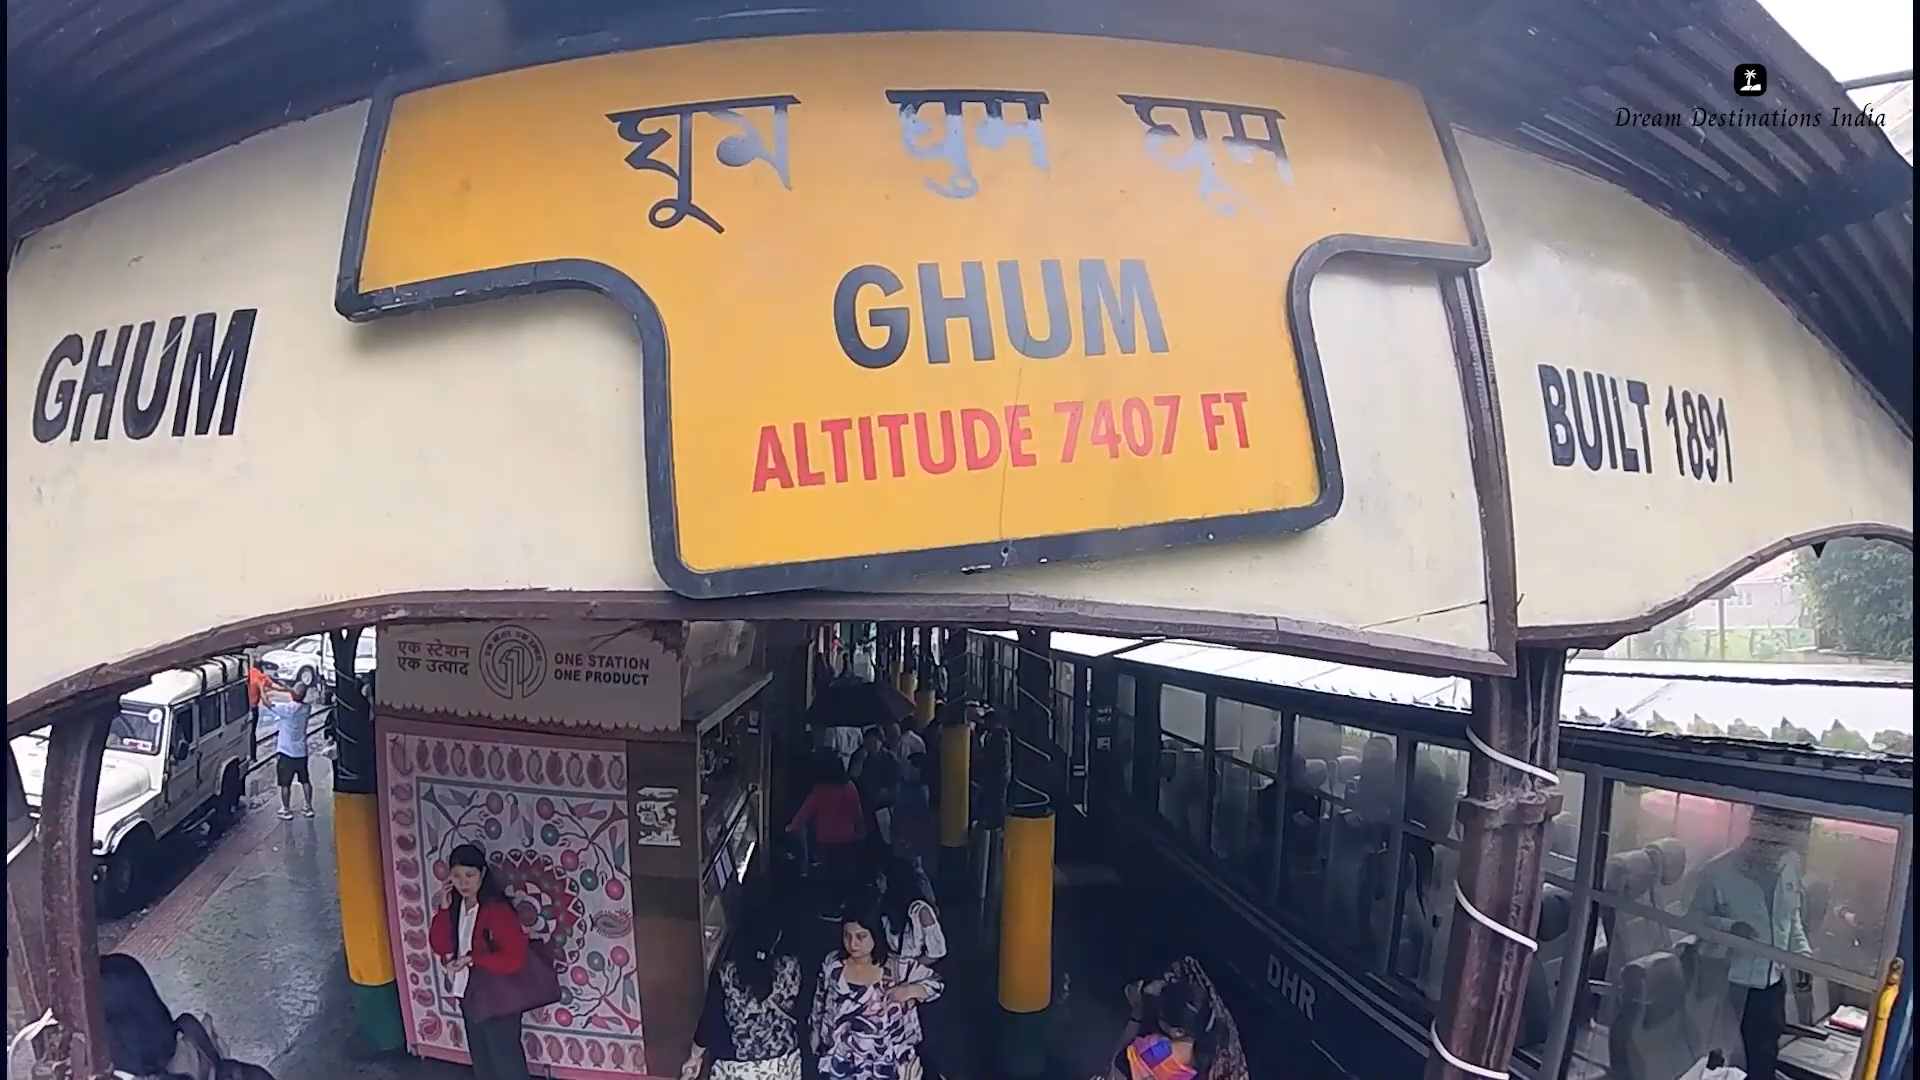 ঘুম घुम घूम
GHUM
ALTITUDE 7407 FT
GHUM
BUILT 1891
Dream Destinations India
एक स्टेशन
एक उत्पाद
ONE STATION
ONE PRODUCT
DHR